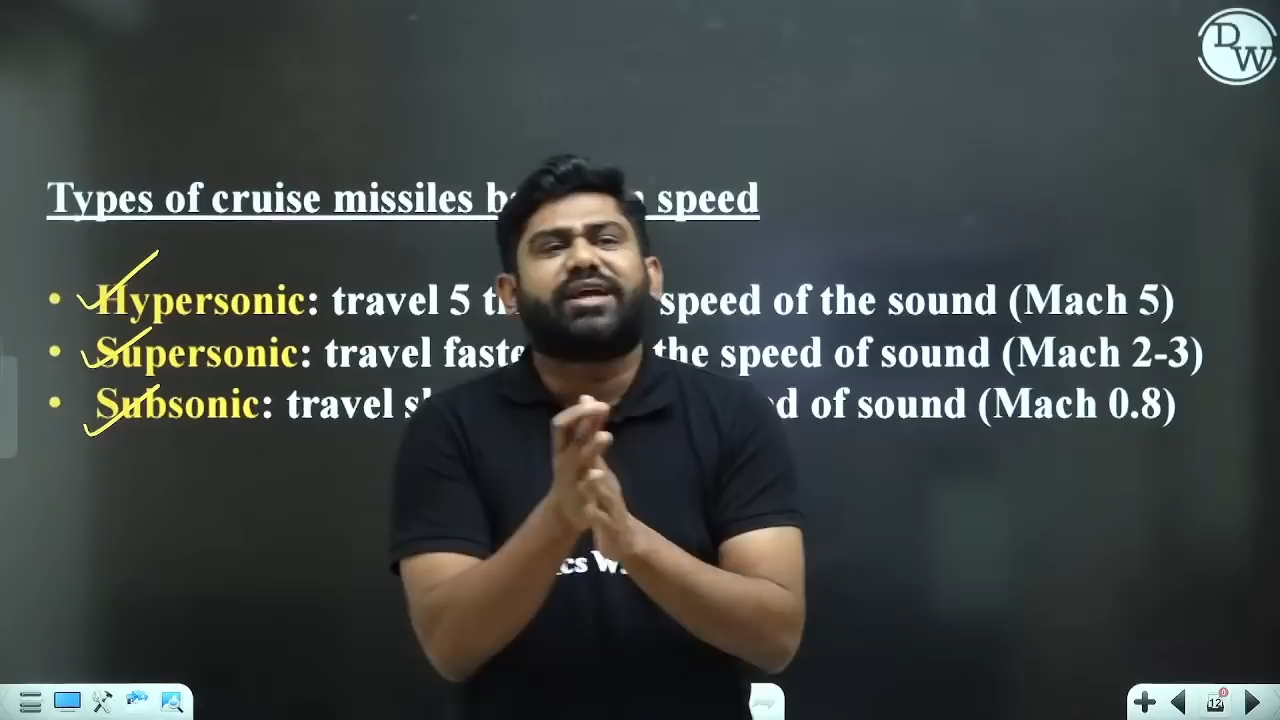 DW
Types of cruise missiles speed
Hypersonic: travel 5 speed of the sound (Mach 5)
Supersonic: travel the speed of sound (Mach 2-3)
Subsonic: travel of sound (Mach 0.8)
12